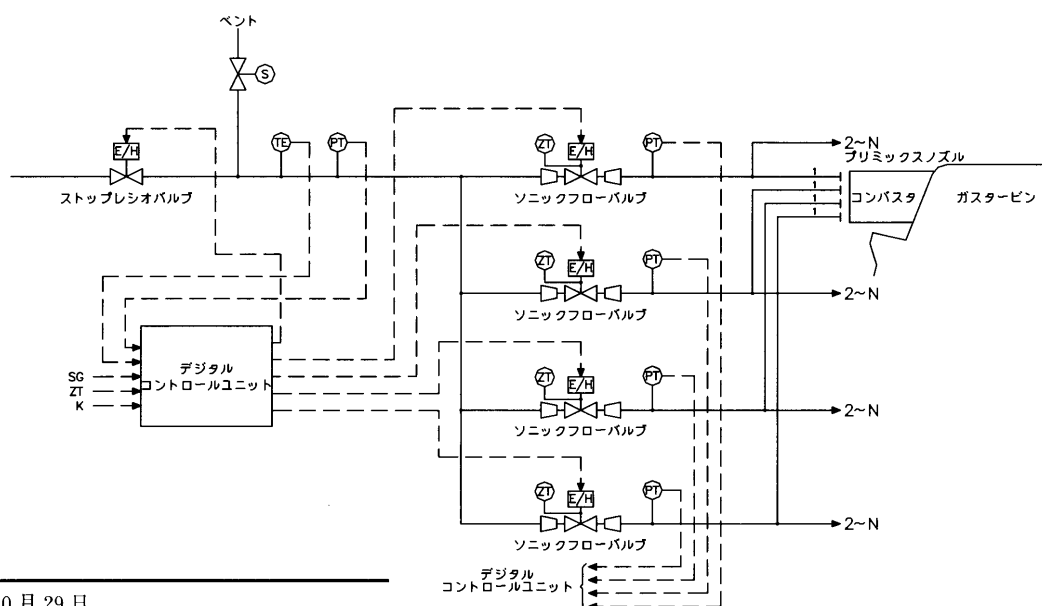 ベント
S
E/H
TE
PT
ストップレシオバルブ
ZT
E/H
PT
ソニックフローバルブ
2~N
プリミックスノズル
1
1
コンバスタ
ガスタービン
ZT
E/H
PT
ソニックフローバルブ
2~N
デジタル
コントロールユニット
SG
ZT
K
ZT
E/H
PT
ソニックフローバルブ
2~N
ZT
E/H
PT
ソニックフローバルブ
2~N
デジタル
コントロールユニット
0 月 29 日